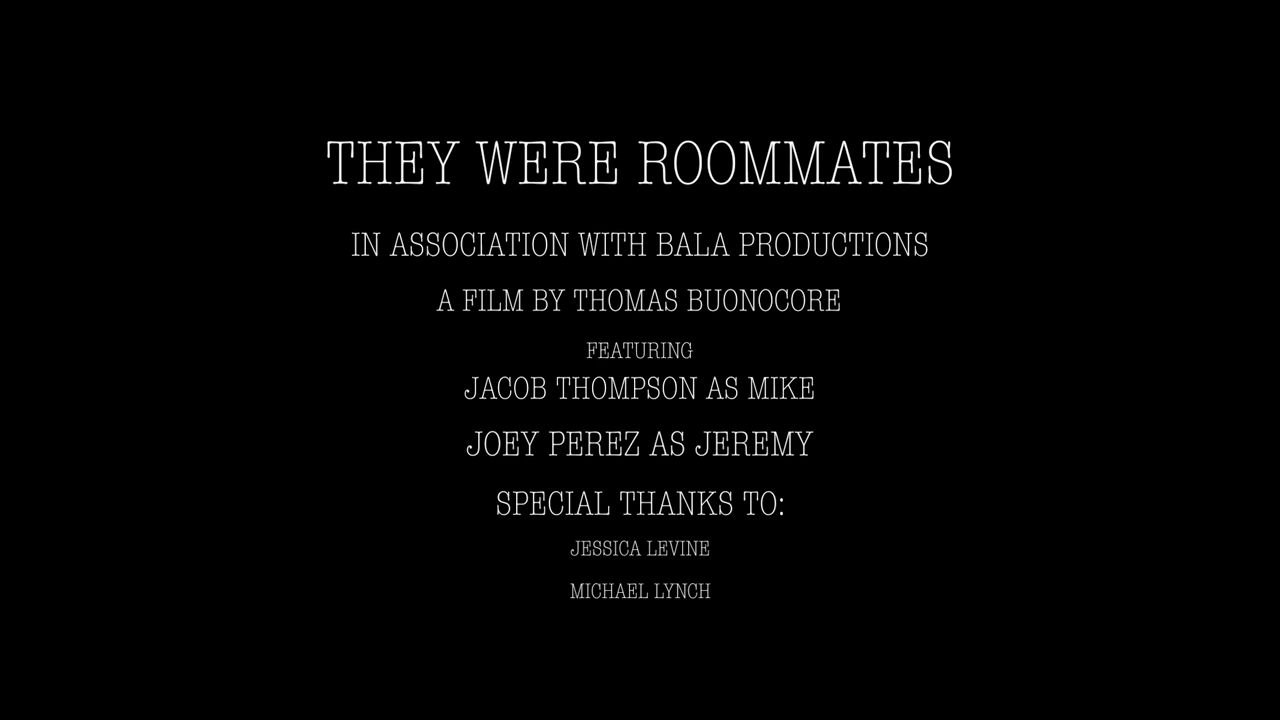 THEY WERE ROOMMATES
IN ASSOCIATION WITH BALA PRODUCTIONS
A FILM BY THOMAS BUONOCORE
FEATURING
JACOB THOMPSON AS MIKE
JOEY PEREZ AS JEREMY
SPECIAL THANKS TO:
JESSICA LEVINE
MICHAEL LYNCH